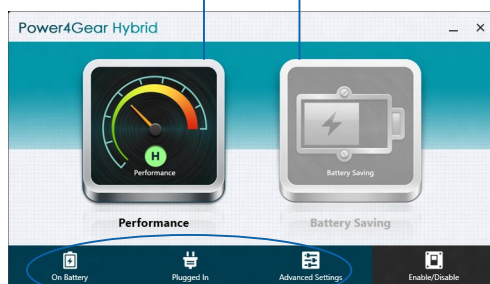 Power4Gear Hybrid
H
Performance
Battery Saving
Performance
Battery Saving
On Battery
Plugged In
Advanced Settings
Enable/Disable